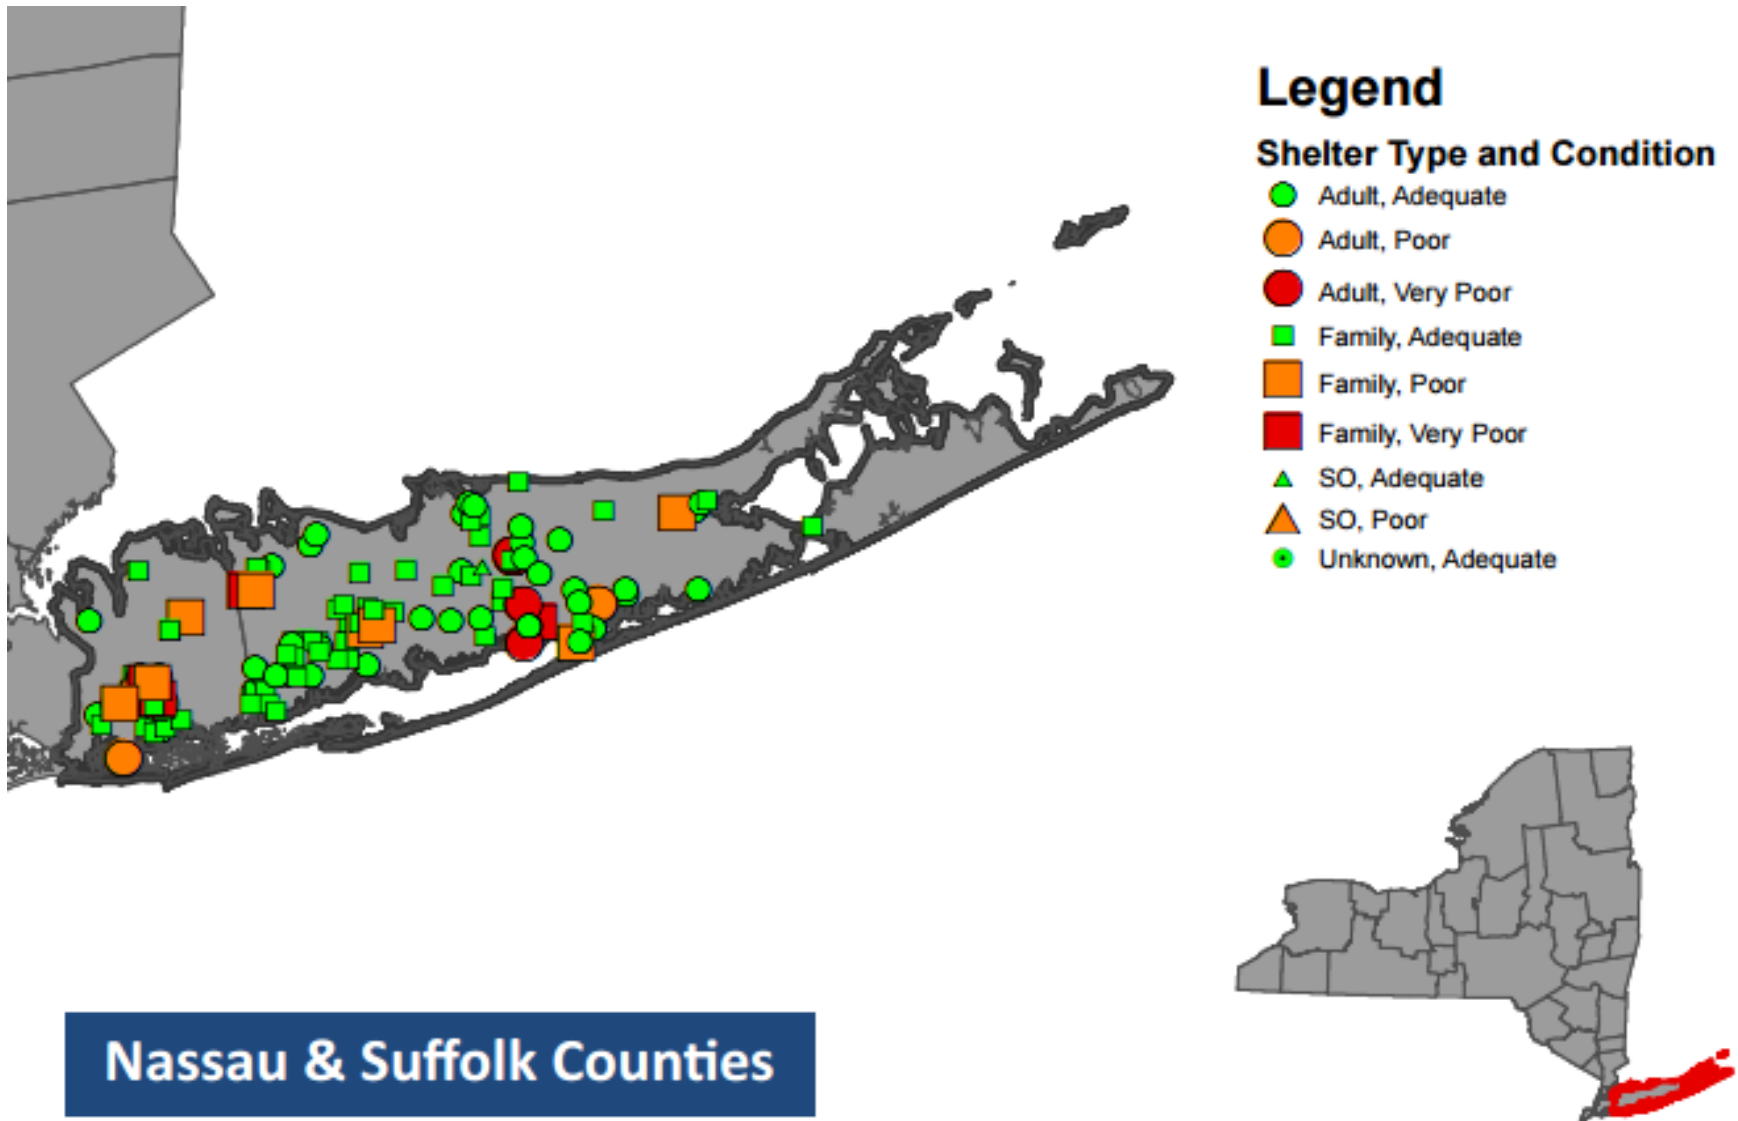 Legend
Shelter Type and Condition
Adult, Adequate
Adult, Poor
Adult, Very Poor
Family, Adequate
Family, Poor
Family, Very Poor
SO, Adequate
SO, Poor
Unknown, Adequate
Nassau & Suffolk Counties